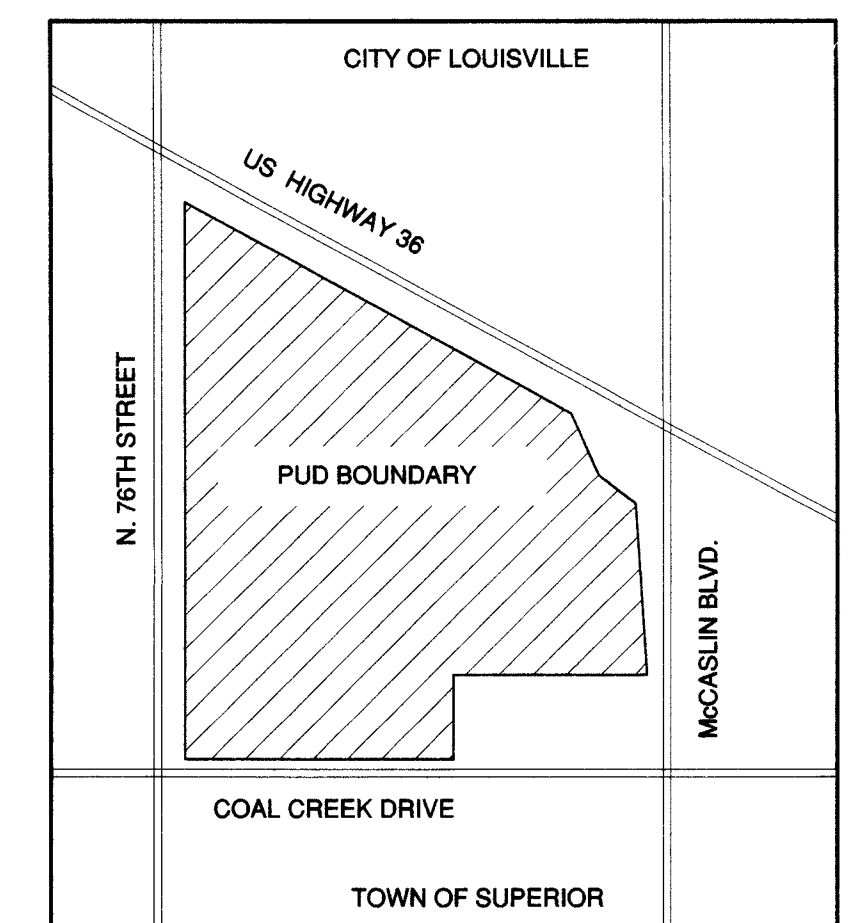 CITY OF LOUISVILLE
US HIGHWAY 36
N. 76TH STREET
PUD BOUNDARY
McCASLIN BLVD.
COAL CREEK DRIVE
TOWN OF SUPERIOR